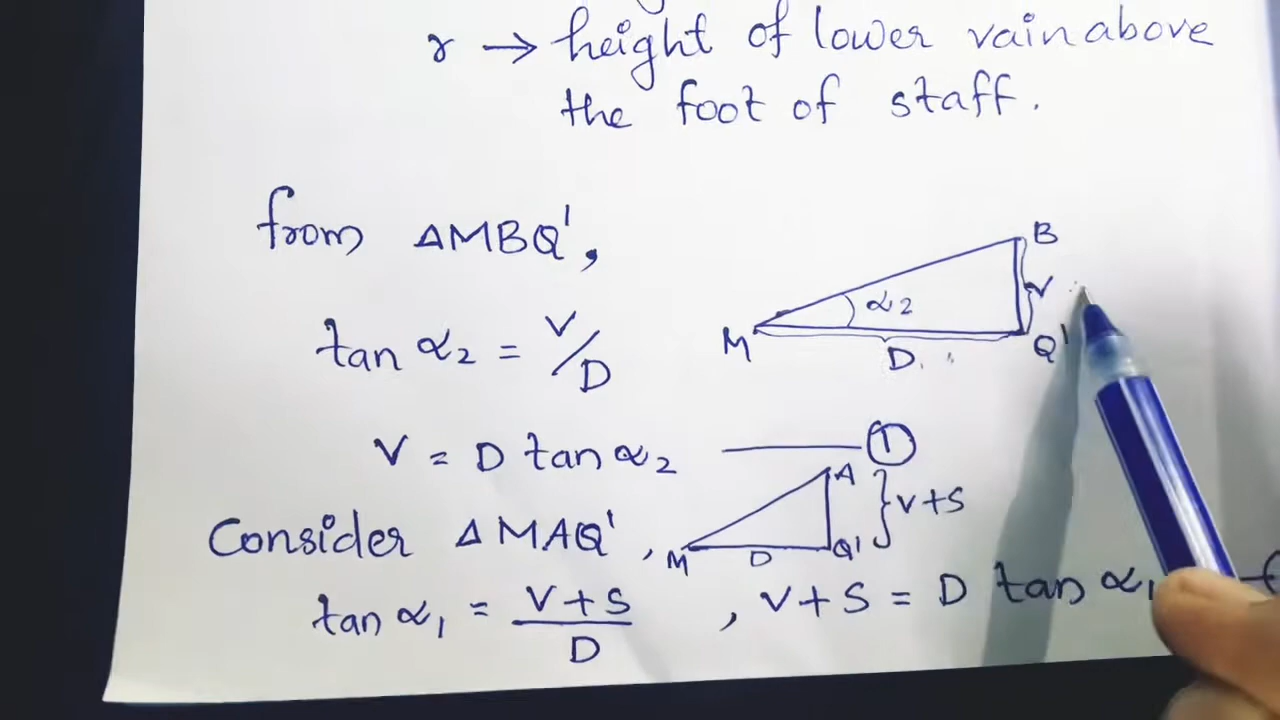 r → height of lower vain above
the foot of staff.
from ΔMBQ',
B
α2
V
M
D
Q'
tan α2 = V/D
V = D tan α2 —— ①
A
V+S
Consider ΔMAQ',
M
D
Q'
tan α1 = V+S/D , V+S = D tan α1